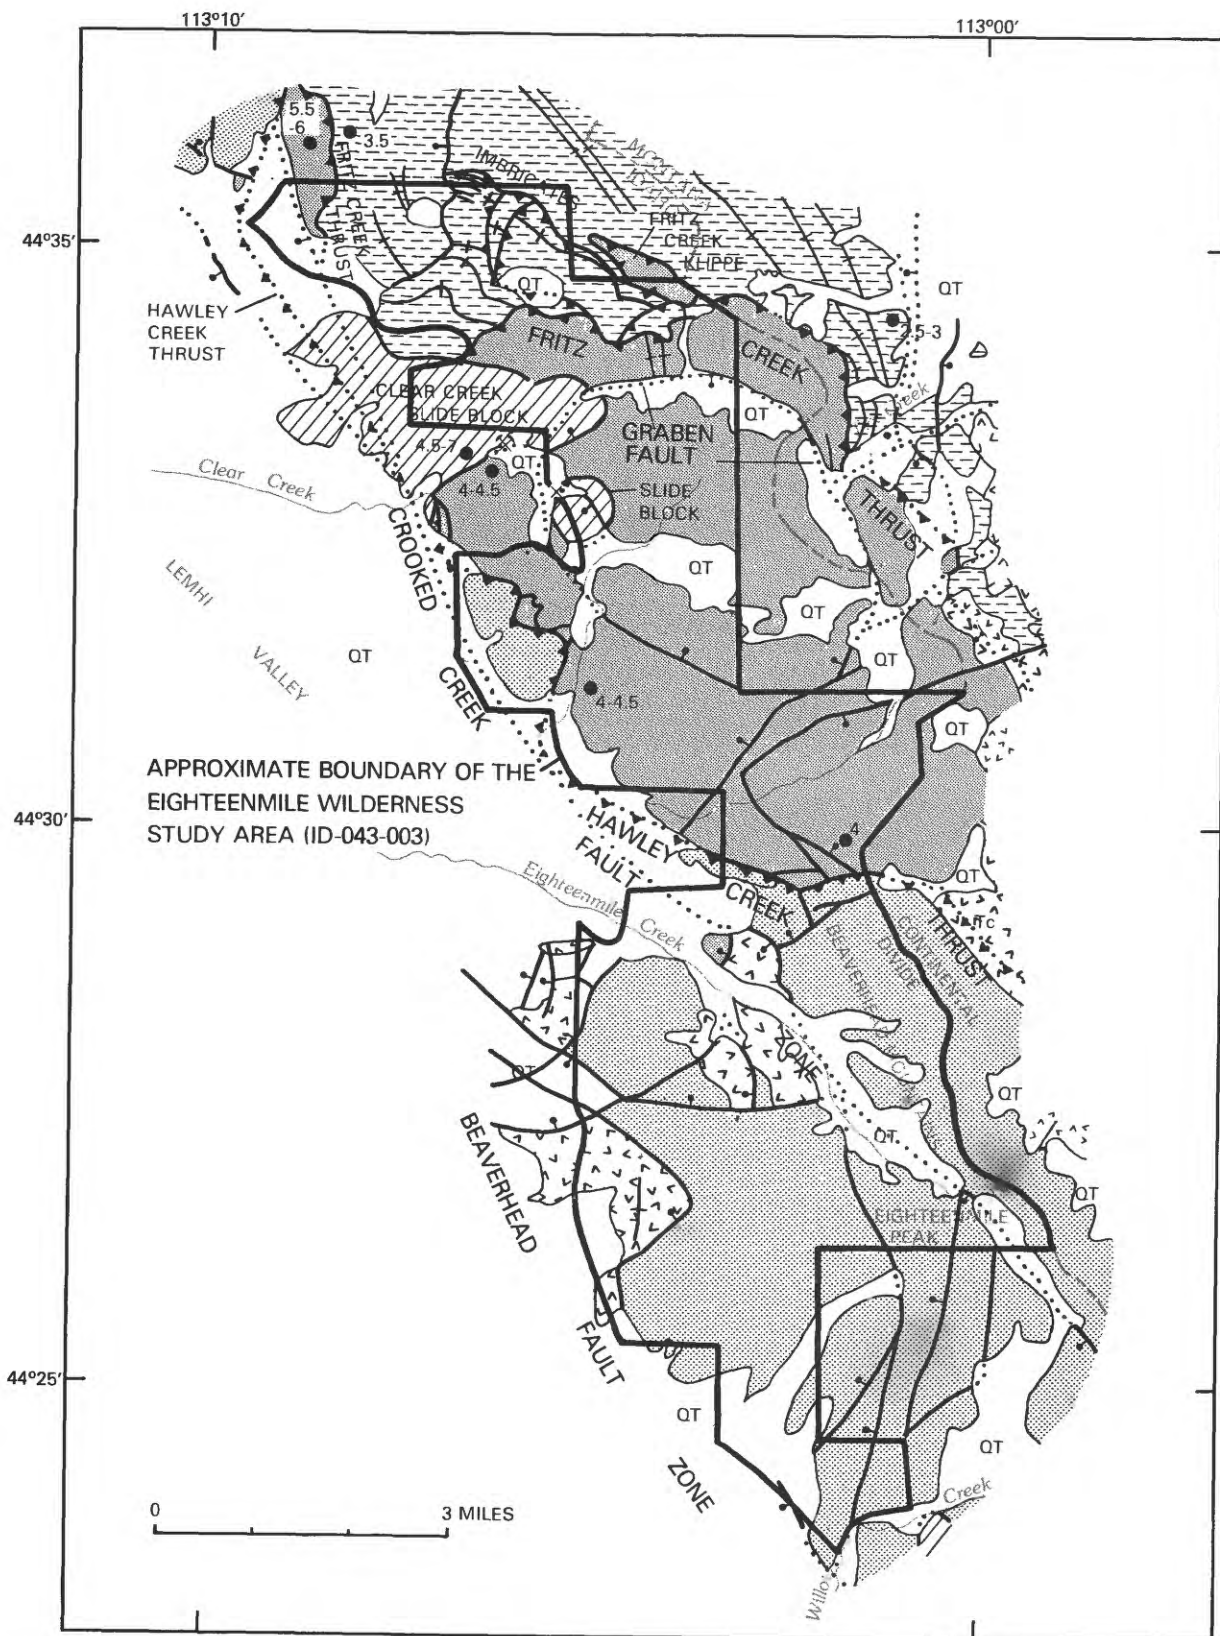 113°10'
113°00'
5.5
-6
3.5
IMBRICATES
MONTANA
FRITZ CREEK
THRUST
FRITZ
CREEK
KLIPPE
44°35'
QT
QT
HAWLEY
CREEK
THRUST
2.5-3
FRITZ
CREEK
CLEAR CREEK
SLIDE BLOCK
QT
Creek
GRABEN
FAULT
4.5-7
QT
SLIDE
BLOCK
Clear Creek
4-4.5
THRUST
CROOKED
LEMHI
QT
QT
VALLEY
QT
QT
CREEK
4-4.5
QT
APPROXIMATE BOUNDARY OF THE
EIGHTEENMILE WILDERNESS
STUDY AREA (ID-043-003)
44°30'
HAWLEY
FAULT
4
QT
Eighteenmile Creek
CREEK
THRUST
Tc
CONTINENTAL
DIVIDE
BEAVERHEAD
ZONE
QT
QT
QT
BEAVERHEAD
QT
EIGHTEENMILE
PEAK
FAULT
44°25'
QT
QT
ZONE
Creek
0 3 MILES
Willow